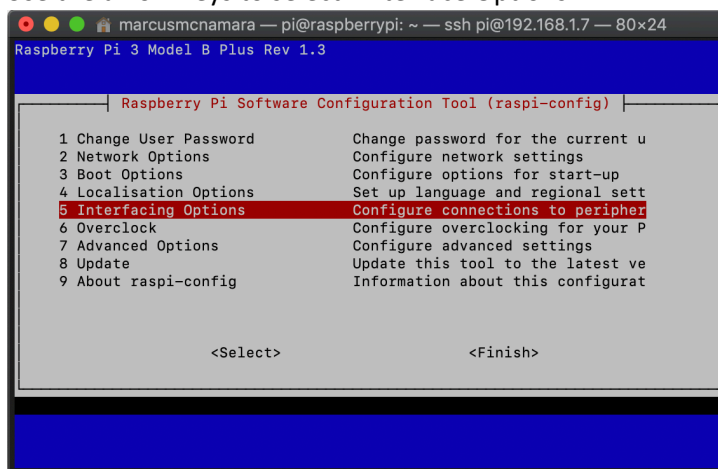 marcusmcnamara — pi@raspberrypi: ~ — ssh pi@192.168.1.7 — 80×24
Raspberry Pi 3 Model B Plus Rev 1.3
Raspberry Pi Software Configuration Tool (raspi-config)
1 Change User Password Change password for the current u
2 Network Options Configure network settings
3 Boot Options Configure options for start-up
4 Localisation Options Set up language and regional sett
5 Interfacing Options Configure connections to peripher
6 Overclock Configure overclocking for your P
7 Advanced Options Configure advanced settings
8 Update Update this tool to the latest ve
9 About raspi-config Information about this configurat
<Select> <Finish>